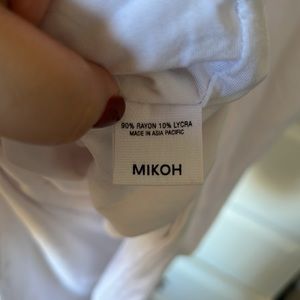 90% RAYON 10% LYCRA
MADE IN ASIA PACIFIC
MIKOH